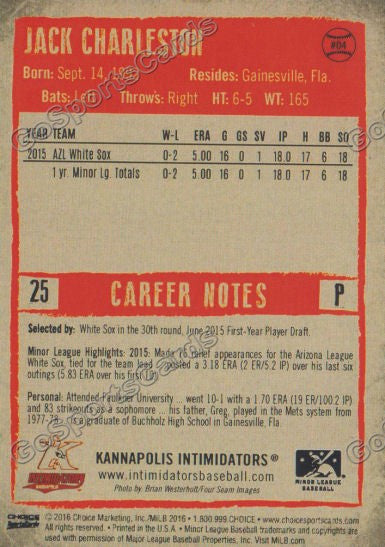 JACK CHARLESTON
#04
Born: Sept. 14, Resides: Gainesville, Fla.
Bats: Left Throws: Right HT: 6-5 WT: 165
YEAR TEAM W-L ERA G GS SV IP H BB SO
2015 AZL White Sox 0-2 5.00 16 0 1 18.0 17 6 18
1 yr. Minor Lg. Totals 0-2 5.00 16 0 1 18.0 17 6 18
25 CAREER NOTES P
Selected by: White Sox in the 30th round, June 2015 First-Year Player Draft.
Minor League Highlights: 2015: Made 16 relief appearances for the Arizona League
White Sox, tied for the team lead ... posted a 3.18 ERA (2 ER/5.2 IP) over his last six
outings (5.83 ERA over his first
Personal: Attended Faulkner University ... went 10-1 with a 1.70 ERA (19 ER/100.2 IP)
and 83 strikeouts as a sophomore ... his father, Greg, played in the Mets system from
1977-78 ... is a graduate of Buchholz High School in Gainesville, Fla.
KANNAPOLIS INTIMIDATORS®
www.intimidatorsbaseball.com
Photo by: Brian Westerholt/Four Seam Images
MINOR LEAGUE
BASEBALL
CHOICE
© 2016 Choice Marketing, Inc./MiLB 2016 • 1.800.999.CHOICE • www.choicesportscards.com
All rights reserved. • Printed in the U.S.A. • Minor League Baseball trademarks and copyrights are
used with permission of Major League Baseball Properties, Inc. Visit MiLB.com
GoSportsCards